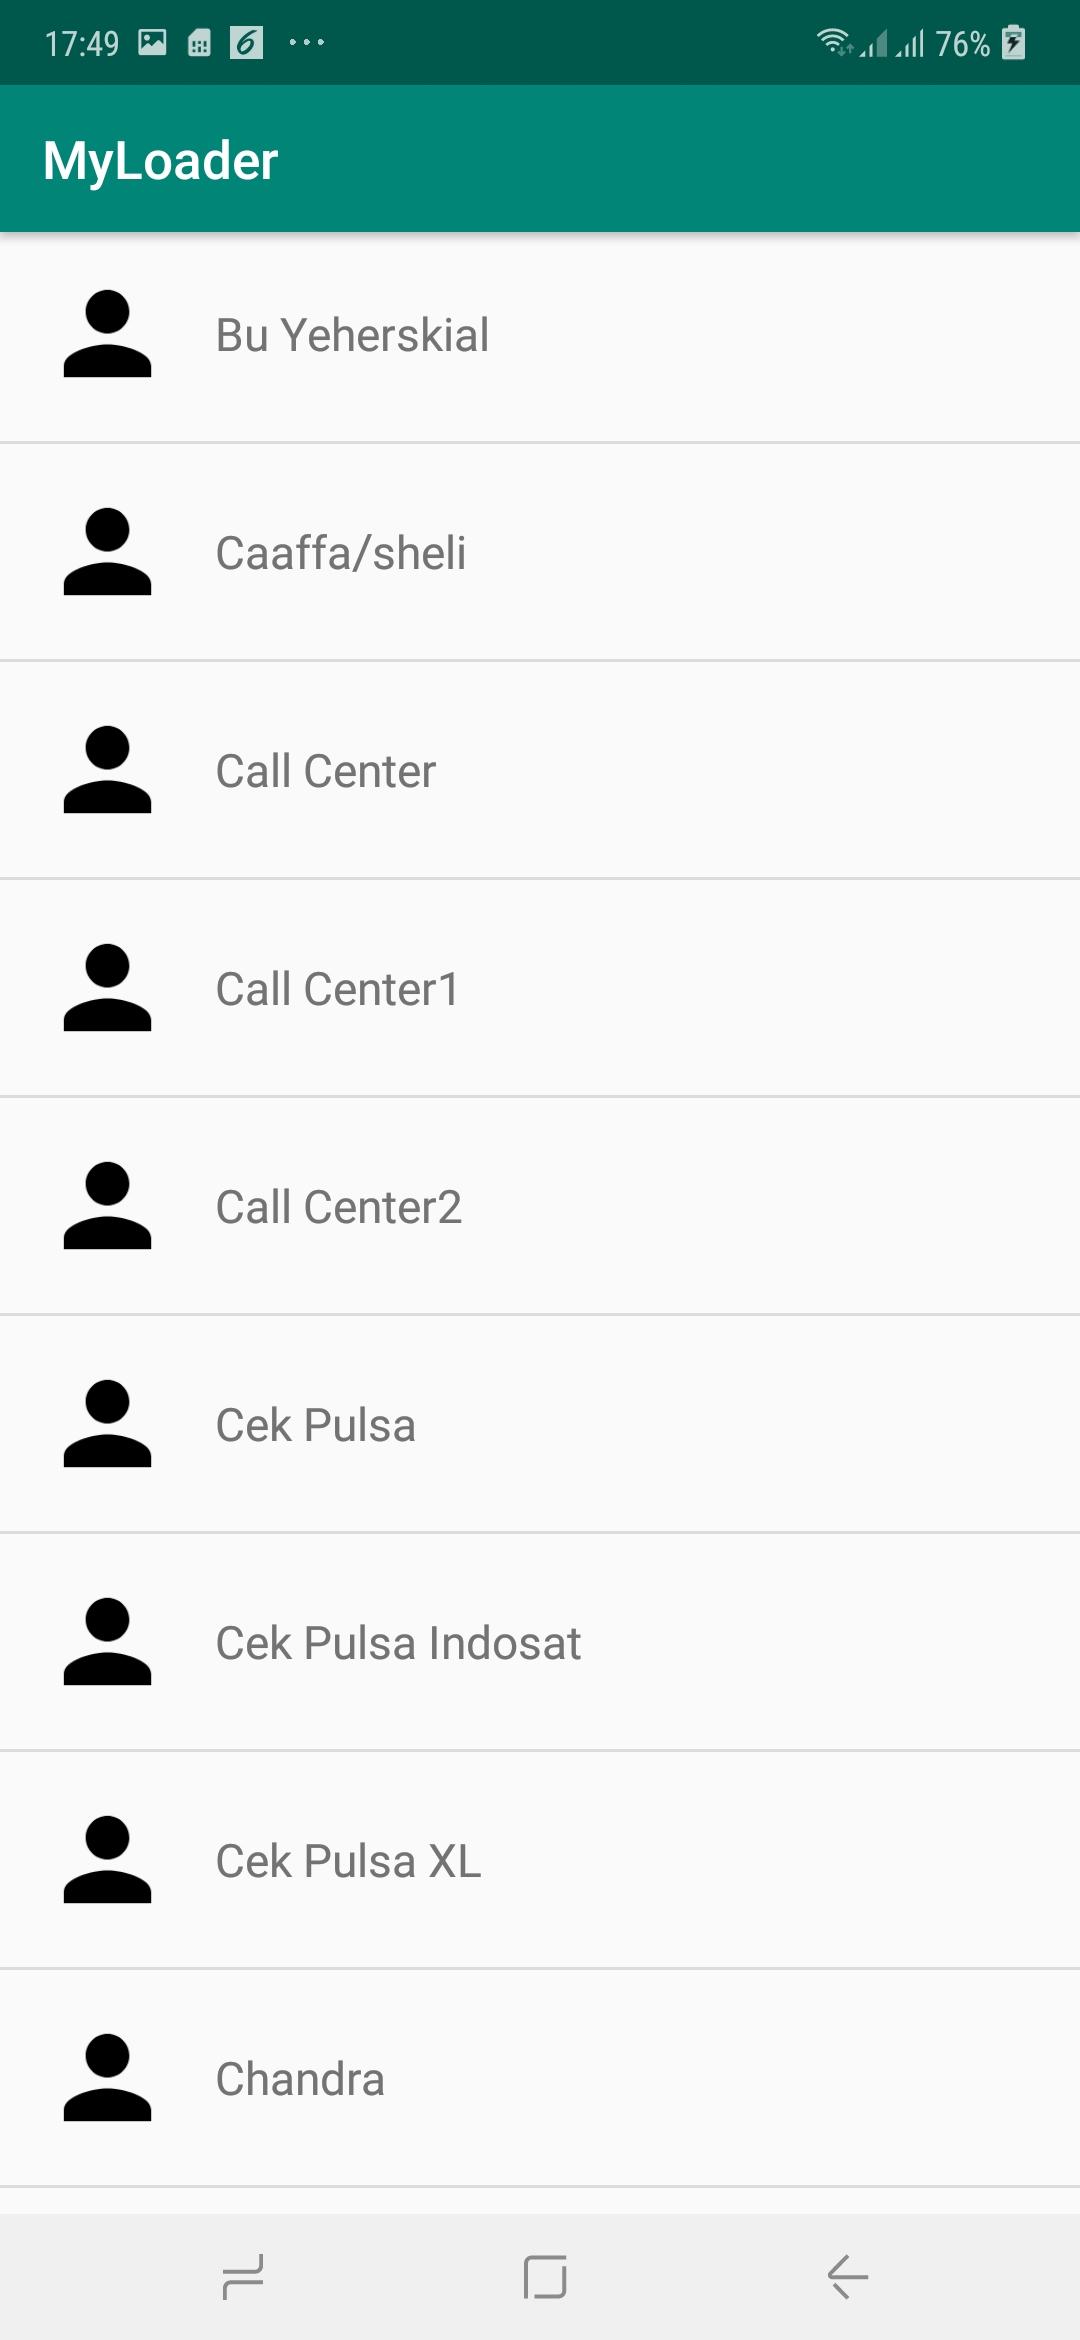 17:49 76%
MyLoader
Bu Yeherskial
Caaffa/sheli
Call Center
Call Center1
Call Center2
Cek Pulsa
Cek Pulsa Indosat
Cek Pulsa XL
Chandra